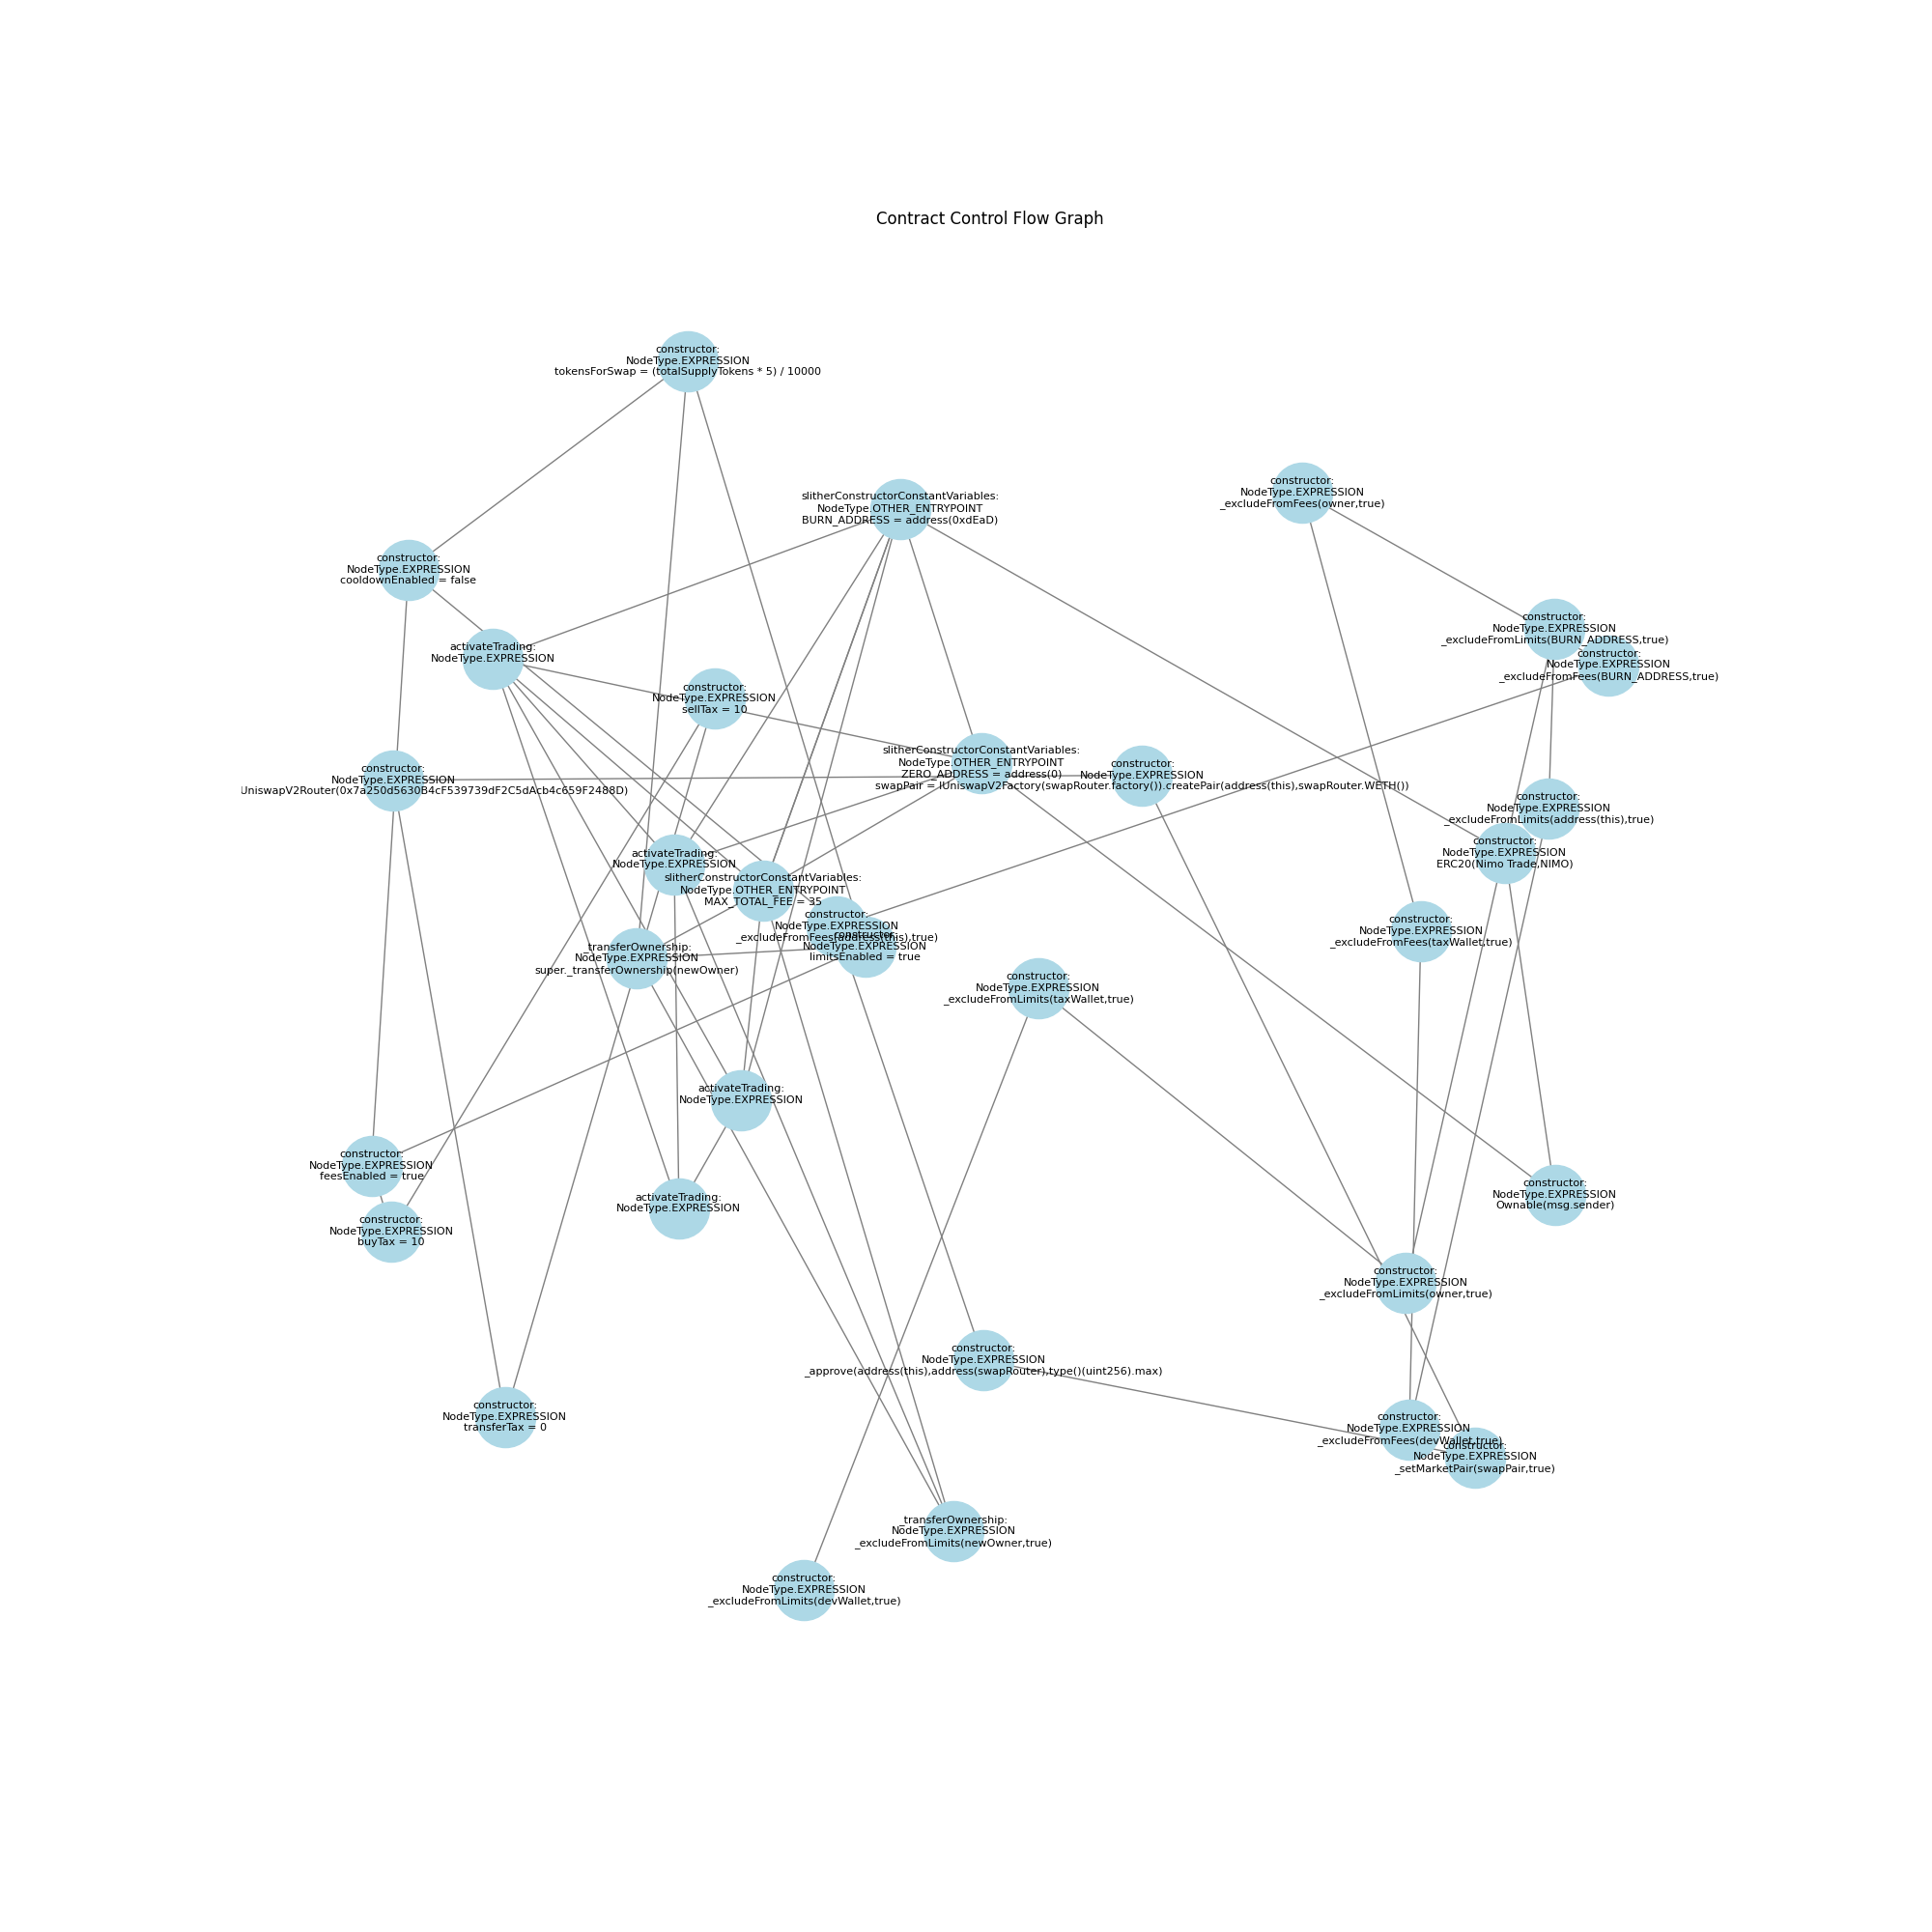 Contract Control Flow Graph
constructor:
NodeType.EXPRESSION
tokensForSwap = (totalSupplyTokens * 5) / 10000
constructor:
NodeType.EXPRESSION
_excludeFromFees(owner,true)
slitherConstructorConstantVariables:
NodeType.OTHER_ENTRYPOINT
BURN_ADDRESS = address(0xdEaD)
constructor:
NodeType.EXPRESSION
cooldownEnabled = false
constructor:
NodeType.EXPRESSION
_excludeFromLimits(BURN_ADDRESS,true)
activateTrading:
NodeType.EXPRESSION
constructor:
NodeType.EXPRESSION
_excludeFromFees(BURN_ADDRESS,true)
constructor:
NodeType.EXPRESSION
sellTax = 10
slitherConstructorConstantVariables:
NodeType.OTHER_ENTRYPOINT
ZERO_ADDRESS = address(0)
constructor:
NodeType.EXPRESSION
swapPair = IUniswapV2Factory(swapRouter.factory()).createPair(address(this),swapRouter.WETH())
constructor:
NodeType.EXPRESSION
UniswapV2Router(0x7a250d5630B4cF539739dF2C5dAcb4c659F2488D)
constructor:
NodeType.EXPRESSION
_excludeFromLimits(address(this),true)
constructor:
NodeType.EXPRESSION
ERC20(Nimo Trade,NIMO)
activateTrading:
NodeType.EXPRESSION
slitherConstructorConstantVariables:
NodeType.OTHER_ENTRYPOINT
MAX_TOTAL_FEE = 35
constructor:
NodeType.EXPRESSION
_excludeFromFees(address(this),true)
constructor:
NodeType.EXPRESSION
limitsEnabled = true
constructor:
NodeType.EXPRESSION
_excludeFromFees(taxWallet,true)
_transferOwnership:
NodeType.EXPRESSION
super._transferOwnership(newOwner)
constructor:
NodeType.EXPRESSION
_excludeFromLimits(taxWallet,true)
activateTrading:
NodeType.EXPRESSION
constructor:
NodeType.EXPRESSION
feesEnabled = true
constructor:
NodeType.EXPRESSION
Ownable(msg.sender)
activateTrading:
NodeType.EXPRESSION
constructor:
NodeType.EXPRESSION
buyTax = 10
constructor:
NodeType.EXPRESSION
_excludeFromLimits(owner,true)
constructor:
NodeType.EXPRESSION
_approve(address(this),address(swapRouter),type()(uint256).max)
constructor:
NodeType.EXPRESSION
transferTax = 0
constructor:
NodeType.EXPRESSION
_excludeFromFees(devWallet,true)
constructor:
NodeType.EXPRESSION
_setMarketPair(swapPair,true)
_transferOwnership:
NodeType.EXPRESSION
_excludeFromLimits(newOwner,true)
constructor:
NodeType.EXPRESSION
_excludeFromLimits(devWallet,true)